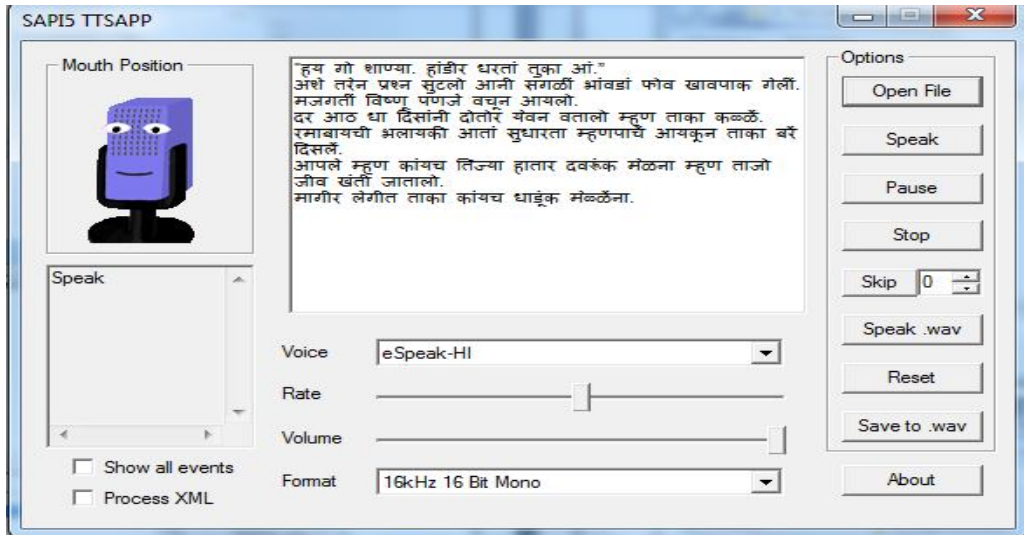 SAPI5 TTSAPP
Mouth Position
"हय गो शाण्या. हांडीर धरतां तुका आं."
अशे तरेन प्रश्न सुटलो आनी सगळीं भांवडां फोव खावपाक गेलीं.
मजगतीं विष्णू पणजे वचून आयलो.
दर आठ धा दिसांनी दोतोर येवन वतालो म्हूण ताका कळ्ळें.
रमाबायची भलायकी आतां सुधारता म्हणपाचें आयकून ताका बरें
दिसलें.
आपले म्हूण कांयच तिज्या हातार दवरूंक मेळना म्हण ताजो
जीव खंतीं जातालो.
मागीर लेगीत ताका कांयच धाडूंक मेळ्ळेंना.
Speak
Show all events
Process XML
Voice
eSpeak-HI
Rate
Volume
Format
16kHz 16 Bit Mono
Options
Open File
Speak
Pause
Stop
Skip 0
Speak .wav
Reset
Save to .wav
About